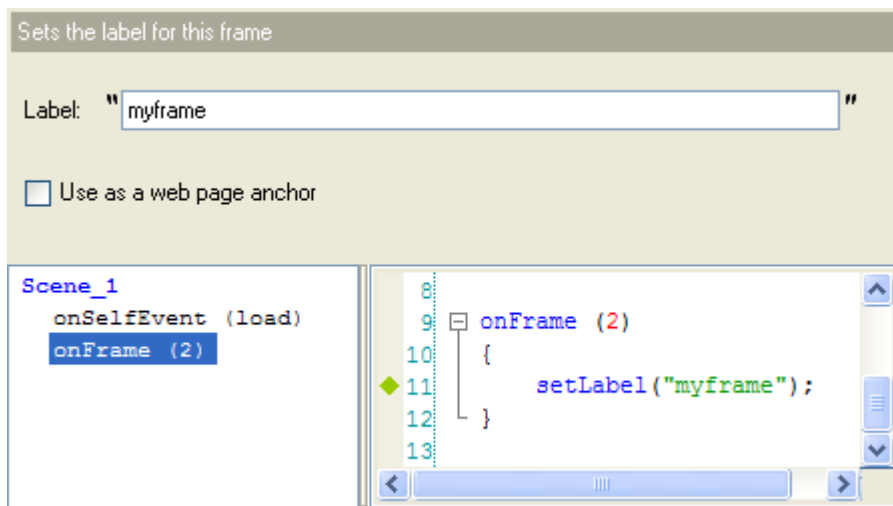 Sets the label for this frame
Label: "myframe"
Use as a web page anchor
Scene_1
onSelfEvent (load)
onFrame (2)
8
9 onFrame (2)
10 {
11 setLabel("myframe");
12 }
13